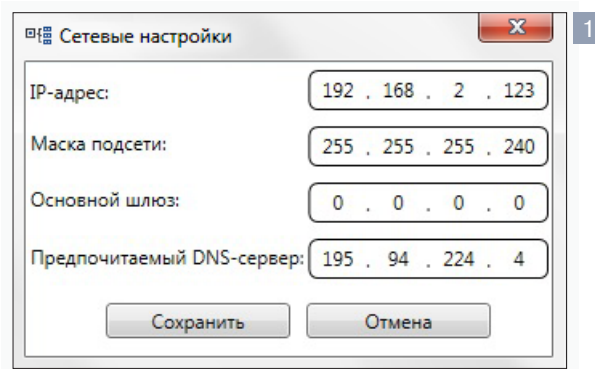 Сетевые настройки
1
IP-адрес: 192 . 168 . 2 . 123
Маска подсети: 255 . 255 . 255 . 240
Основной шлюз: 0 . 0 . 0 . 0
Предпочитаемый DNS-сервер: 195 . 94 . 224 . 4
Сохранить Отмена